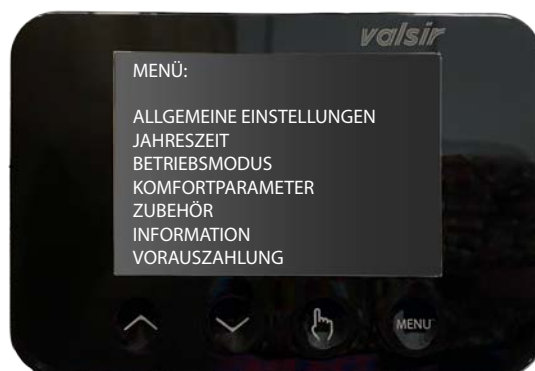 valsir
MENÜ:
ALLGEMEINE EINSTELLUNGEN
JAHRESZEIT
BETRIEBSMODUS
KOMFORTPARAMETER
ZUBEHÖR
INFORMATION
VORAUSZAHLUNG
MENU